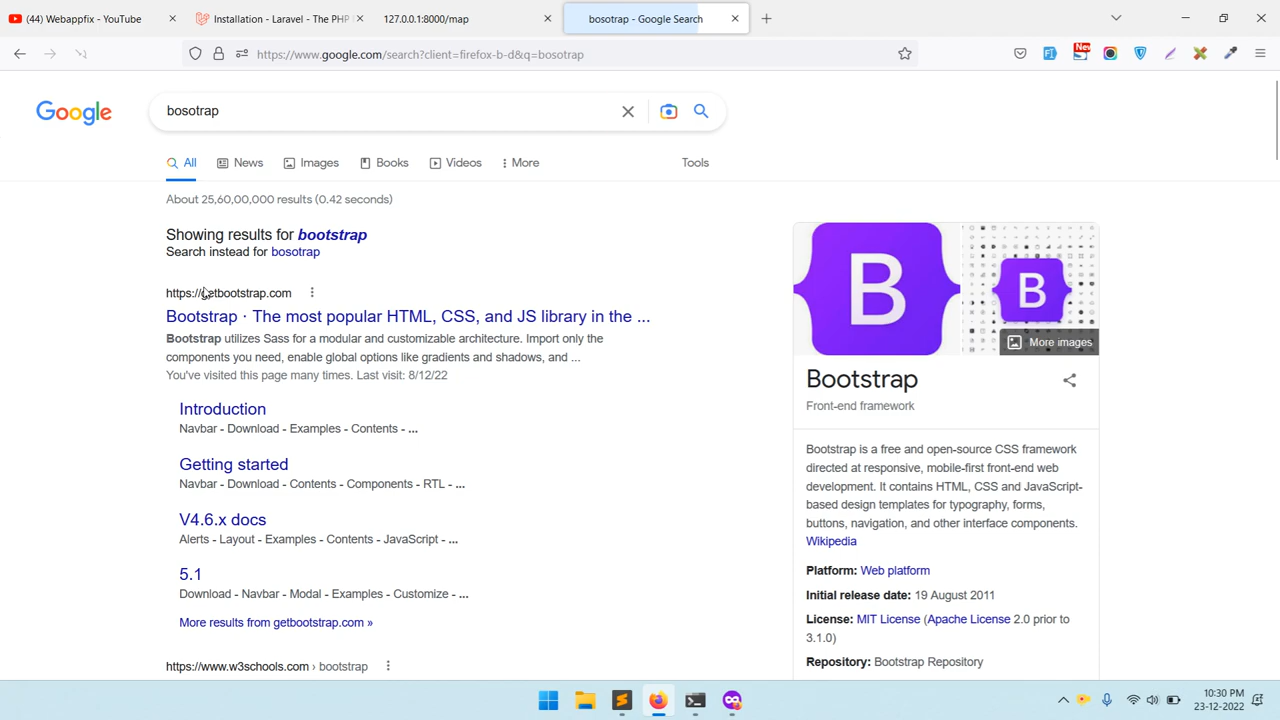 (44) Webappfix - YouTube
Installation - Laravel - The PHP
127.0.0.1:8000/map
bosotrap - Google Search
https://www.google.com/search?client=firefox-b-d&q=bosotrap
New
Google
bosotrap
All
News
Images
Books
Videos
More
Tools
About 25,60,00,000 results (0.42 seconds)
Showing results for bootstrap
Search instead for bosotrap
https://getbootstrap.com
Bootstrap · The most popular HTML, CSS, and JS library in the ...
Bootstrap utilizes Sass for a modular and customizable architecture. Import only the
components you need, enable global options like gradients and shadows, and ...
You've visited this page many times. Last visit: 8/12/22
Introduction
Navbar - Download - Examples - Contents - ...
Getting started
Navbar - Download - Contents - Components - RTL - ...
V4.6.x docs
Alerts - Layout - Examples - Contents - JavaScript - ...
5.1
Download - Navbar - Modal - Examples - Customize - ...
More results from getbootstrap.com »
https://www.w3schools.com › bootstrap
B
B
More images
Bootstrap
Front-end framework
Bootstrap is a free and open-source CSS framework
directed at responsive, mobile-first front-end web
development. It contains HTML, CSS and JavaScript-
based design templates for typography, forms,
buttons, navigation, and other interface components.
Wikipedia
Platform: Web platform
Initial release date: 19 August 2011
License: MIT License (Apache License 2.0 prior to
3.1.0)
Repository: Bootstrap Repository
10:30 PM
23-12-2022